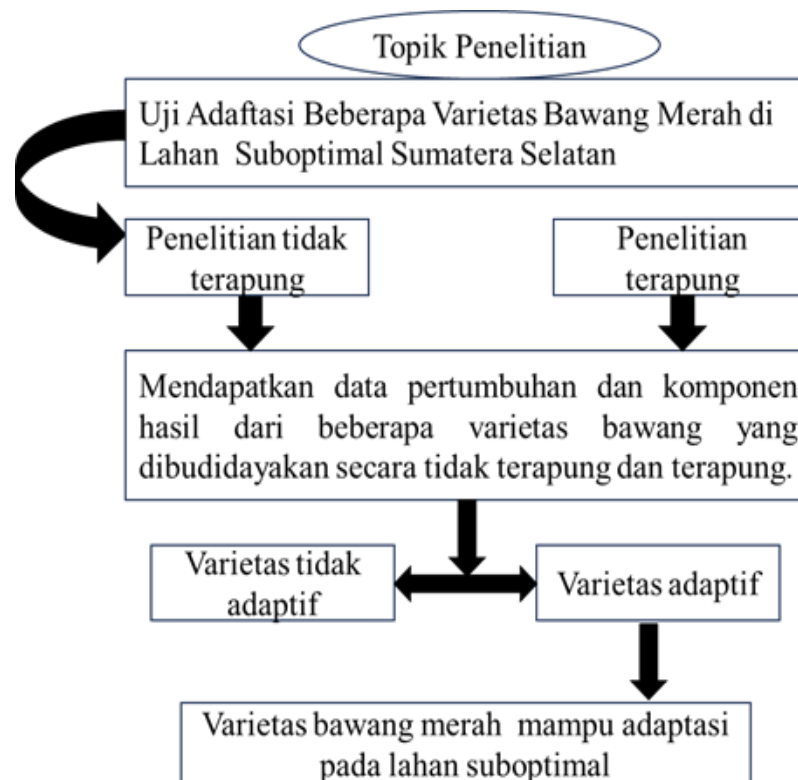 Topik Penelitian
Uji Adaftasi Beberapa Varietas Bawang Merah di
Lahan Suboptimal Sumatera Selatan
Penelitian tidak
terapung
Penelitian
terapung
Mendapatkan data pertumbuhan dan komponen
hasil dari beberapa varietas bawang yang
dibudidayakan secara tidak terapung dan terapung.
Varietas tidak
adaptif
Varietas adaptif
Varietas bawang merah mampu adaptasi
pada lahan suboptimal